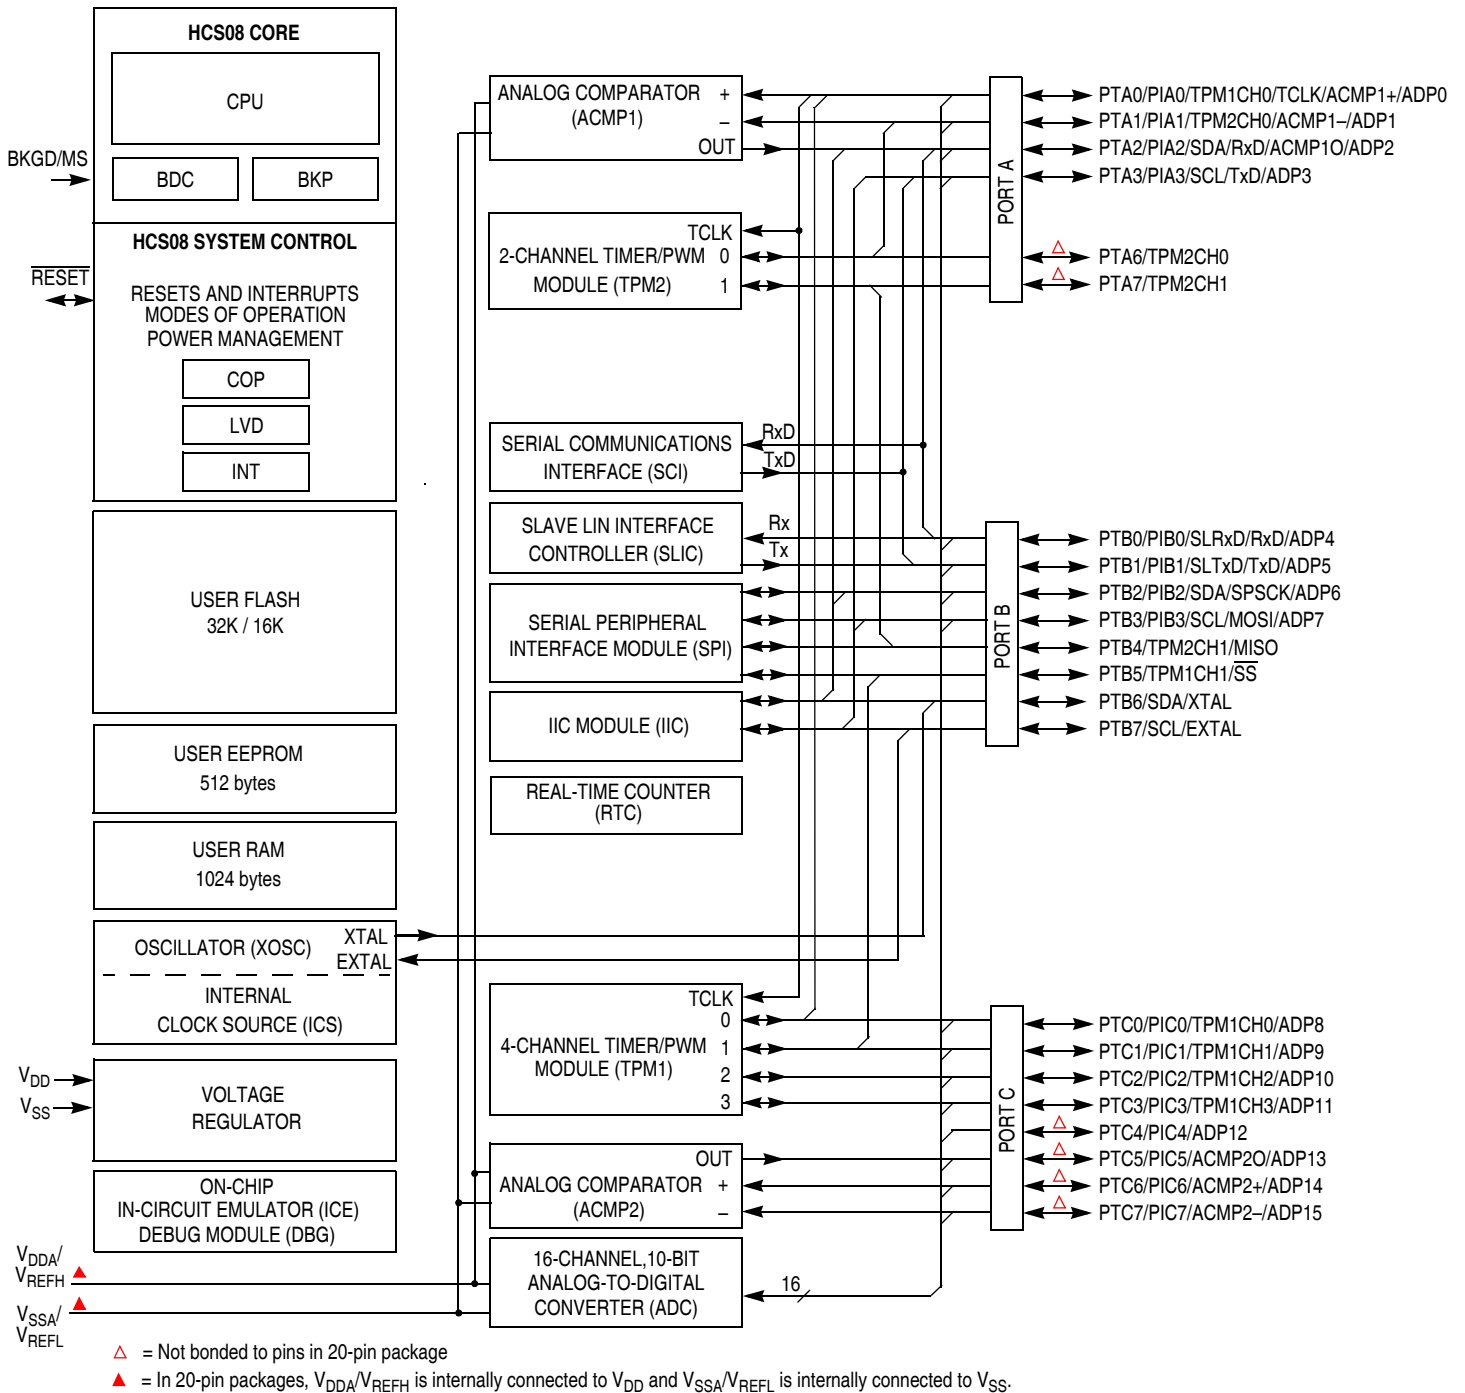 HCS08 CORE
CPU
BDC
BKP
BKGD/MS
HCS08 SYSTEM CONTROL
RESET
RESETS AND INTERRUPTS
MODES OF OPERATION
POWER MANAGEMENT
COP
LVD
INT
USER FLASH
32K / 16K
USER EEPROM
512 bytes
USER RAM
1024 bytes
OSCILLATOR (XOSC)
XTAL
EXTAL
INTERNAL
CLOCK SOURCE (ICS)
VDD
VSS
VOLTAGE
REGULATOR
ON-CHIP
IN-CIRCUIT EMULATOR (ICE)
DEBUG MODULE (DBG)
VDDA/
VREFH
VSSA/
VREFL
ANALOG COMPARATOR
(ACMP1)
+
–
OUT
TCLK
2-CHANNEL TIMER/PWM
MODULE (TPM2)
0
1
SERIAL COMMUNICATIONS
INTERFACE (SCI)
RxD
TxD
SLAVE LIN INTERFACE
CONTROLLER (SLIC)
Rx
Tx
SERIAL PERIPHERAL
INTERFACE MODULE (SPI)
IIC MODULE (IIC)
REAL-TIME COUNTER
(RTC)
TCLK
0
4-CHANNEL TIMER/PWM
MODULE (TPM1)
1
2
3
OUT
ANALOG COMPARATOR
(ACMP2)
+
–
16-CHANNEL,10-BIT
ANALOG-TO-DIGITAL
CONVERTER (ADC)
16
PORT A
PTA0/PIA0/TPM1CH0/TCLK/ACMP1+/ADP0
PTA1/PIA1/TPM2CH0/ACMP1–/ADP1
PTA2/PIA2/SDA/RxD/ACMP1O/ADP2
PTA3/PIA3/SCL/TxD/ADP3
PTA6/TPM2CH0
PTA7/TPM2CH1
PORT B
PTB0/PIB0/SLRxD/RxD/ADP4
PTB1/PIB1/SLTxD/TxD/ADP5
PTB2/PIB2/SDA/SPSCK/ADP6
PTB3/PIB3/SCL/MOSI/ADP7
PTB4/TPM2CH1/MISO
PTB5/TPM1CH1/SS
PTB6/SDA/XTAL
PTB7/SCL/EXTAL
PORT C
PTC0/PIC0/TPM1CH0/ADP8
PTC1/PIC1/TPM1CH1/ADP9
PTC2/PIC2/TPM1CH2/ADP10
PTC3/PIC3/TPM1CH3/ADP11
PTC4/PIC4/ADP12
PTC5/PIC5/ACMP2O/ADP13
PTC6/PIC6/ACMP2+/ADP14
PTC7/PIC7/ACMP2–/ADP15
△ = Not bonded to pins in 20-pin package
▲ = In 20-pin packages, VDDA/VREFH is internally connected to VDD and VSSA/VREFL is internally connected to VSS.